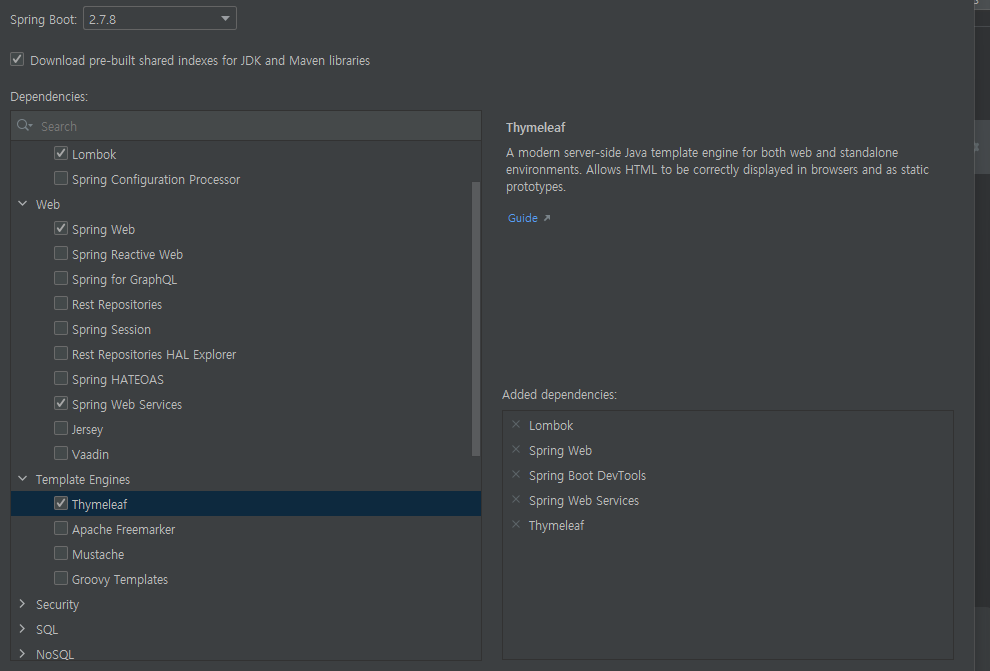 Spring Boot: 2.7.8
Download pre-built shared indexes for JDK and Maven libraries
Dependencies:
Search
Lombok
Spring Configuration Processor
Web
Spring Web
Spring Reactive Web
Spring for GraphQL
Rest Repositories
Spring Session
Rest Repositories HAL Explorer
Spring HATEOAS
Spring Web Services
Jersey
Vaadin
Template Engines
Thymeleaf
Apache Freemarker
Mustache
Groovy Templates
Security
SQL
NoSQL
Thymeleaf
A modern server-side Java template engine for both web and standalone
environments. Allows HTML to be correctly displayed in browsers and as static
prototypes.
Guide
Added dependencies:
Lombok
Spring Web
Spring Boot DevTools
Spring Web Services
Thymeleaf